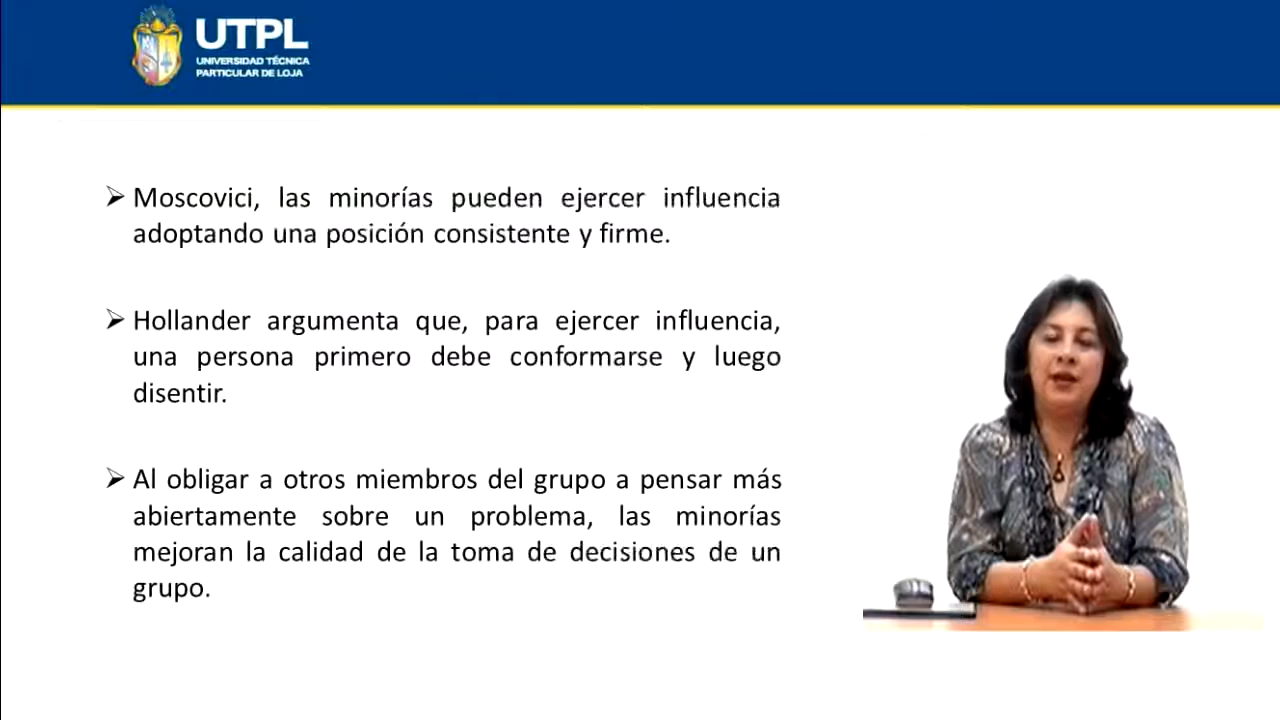 UTPL
UNIVERSIDAD TÉCNICA
PARTICULAR DE LOJA
Moscovici, las minorías pueden ejercer influencia
adoptando una posición consistente y firme.
Hollander argumenta que, para ejercer influencia,
una persona primero debe conformarse y luego
disentir.
Al obligar a otros miembros del grupo a pensar más
abiertamente sobre un problema, las minorías
mejoran la calidad de la toma de decisiones de un
grupo.